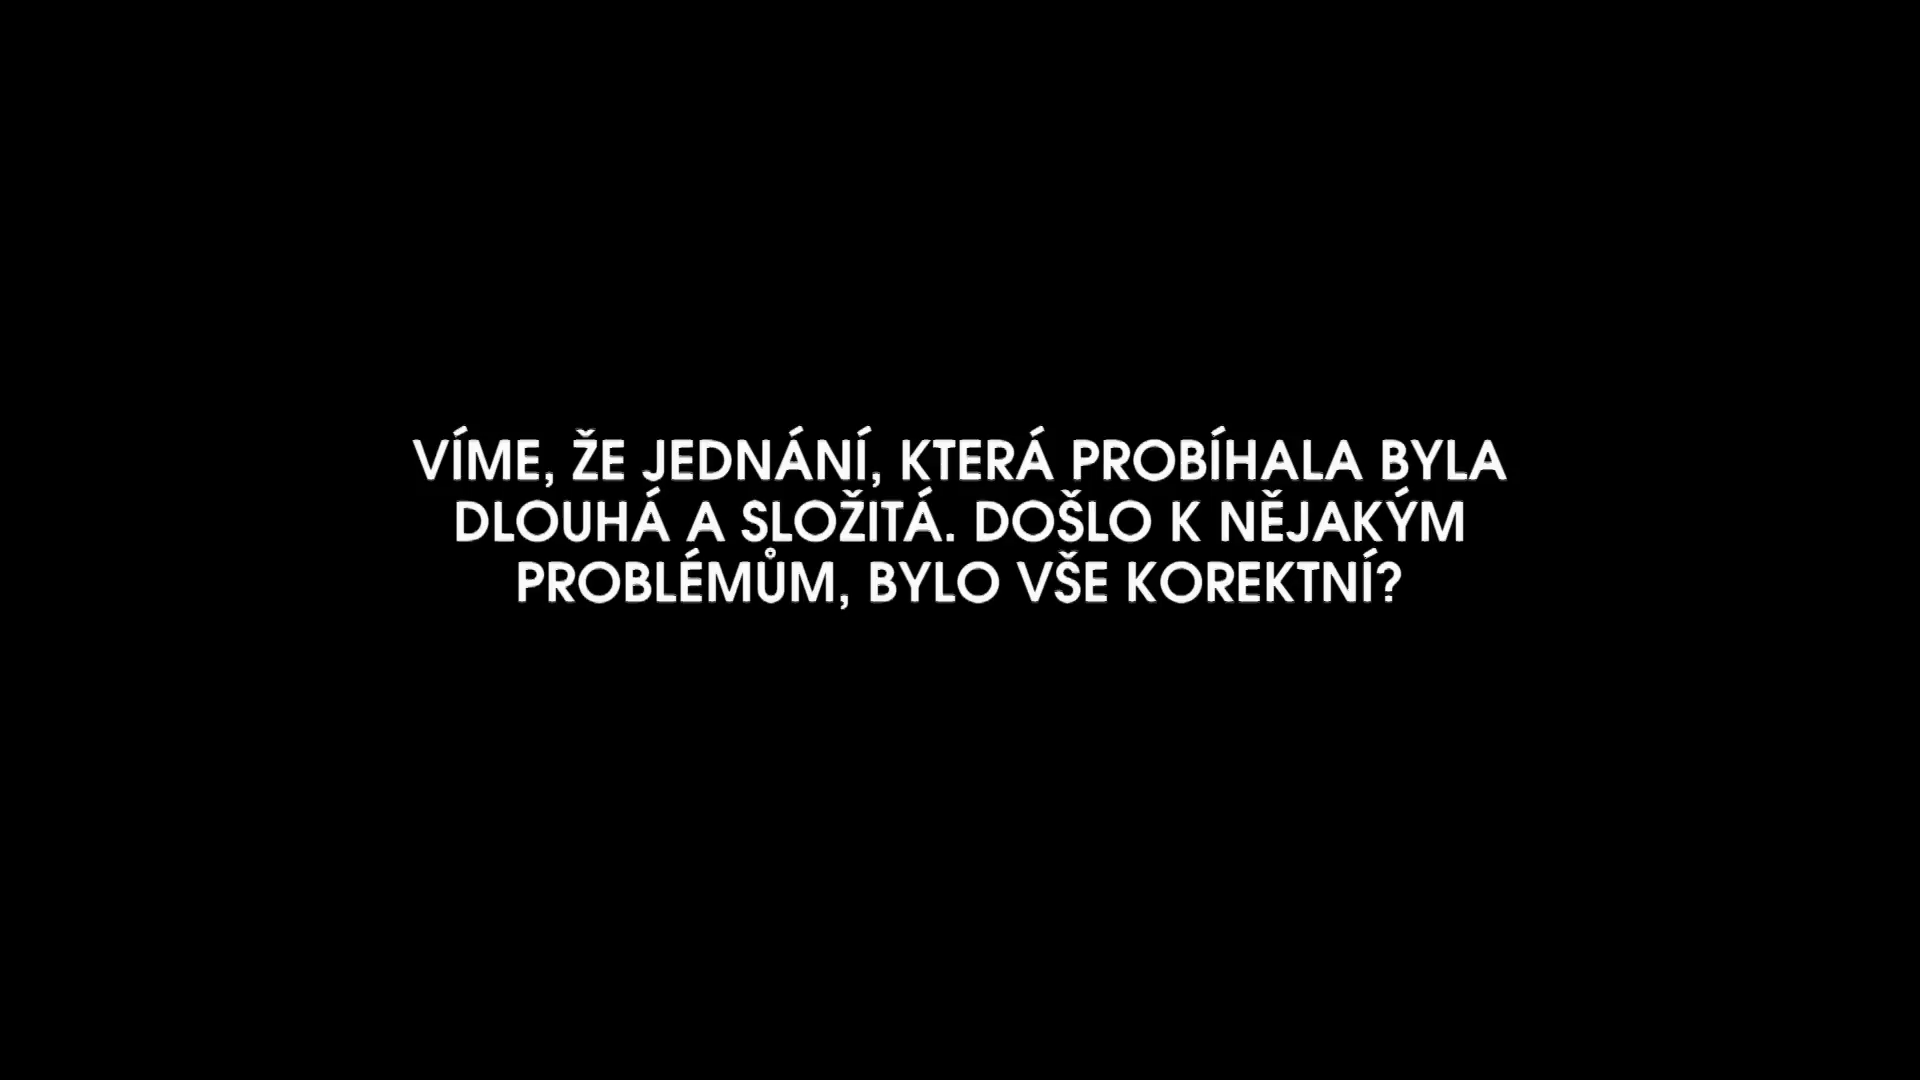 VÍME, ŽE JEDNÁNÍ, KTERÁ PROBÍHALA BYLA
DLOUHÁ A SLOŽITÁ. DOŠLO K NĚJAKÝM
PROBLÉMŮM, BYLO VŠE KOREKTNÍ?